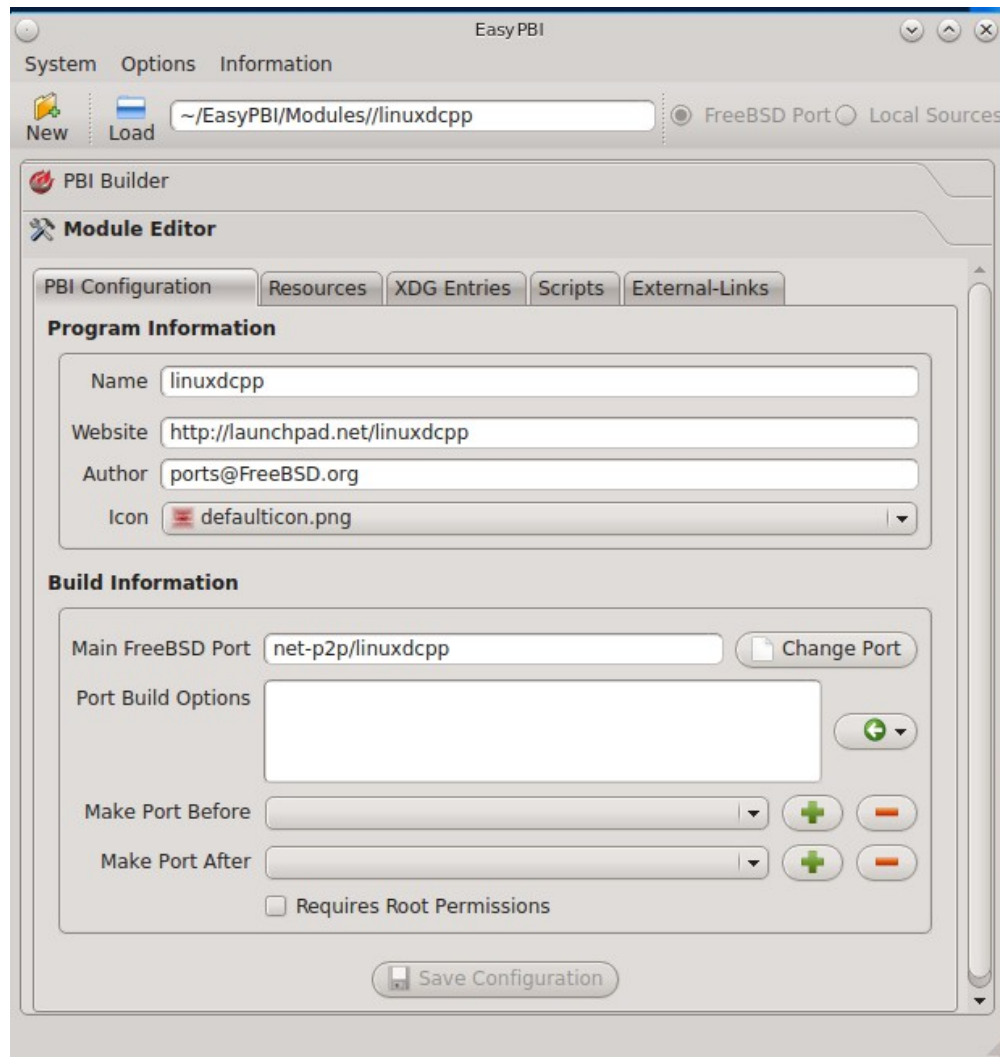 EasyPBI
System Options Information
New Load ~/EasyPBI/Modules//linuxdcpp FreeBSD Port Local Sources
PBI Builder
Module Editor
PBI Configuration Resources XDG Entries Scripts External-Links
Program Information
Name linuxdcpp
Website http://launchpad.net/linuxdcpp
Author ports@FreeBSD.org
Icon defaulticon.png
Build Information
Main FreeBSD Port net-p2p/linuxdcpp Change Port
Port Build Options
Make Port Before
Make Port After
Requires Root Permissions
Save Configuration